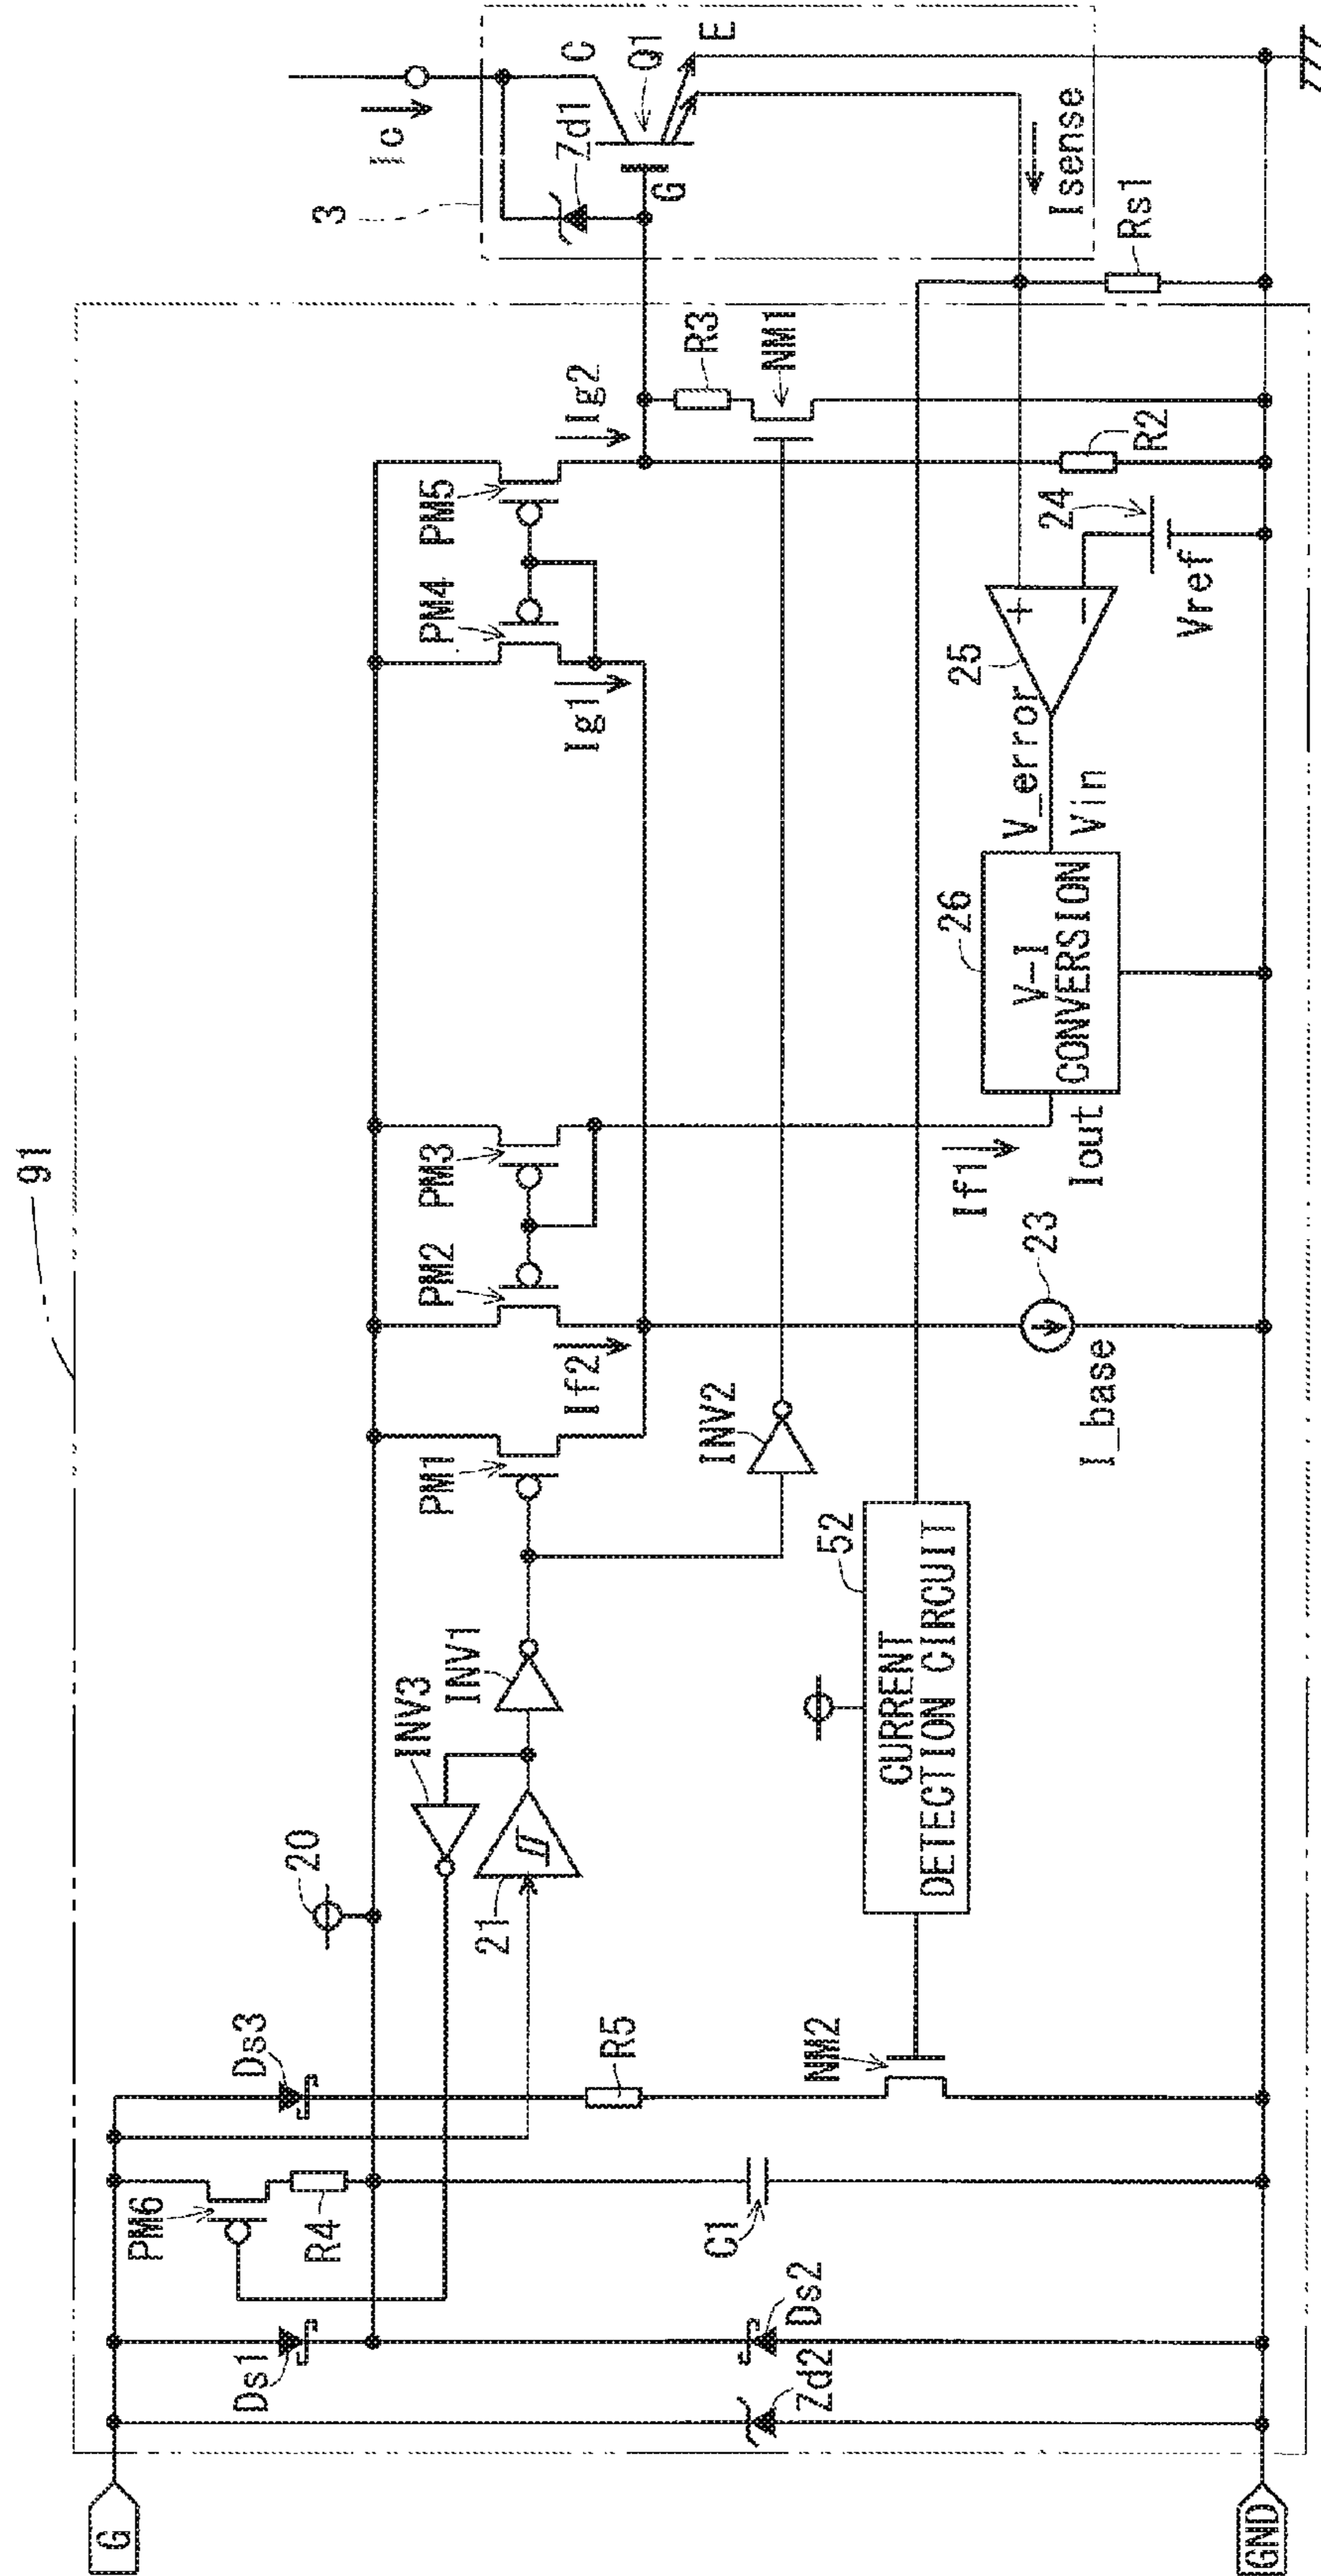 91
G
GND
Ds1
Zd2
Ds2
PM6
R4
C1
Ds3
R5
NM2
20
21
INV3
INV1
52
CURRENT
DETECTION CIRCUIT
PM1
INV2
If2
PM2
PM3
I_base
23
If1
Iout
26
V-I
CONVERSION
V_error
Vin
25
+
−
24
Vref
Ig1
PM4
PM5
Ig2
R2
R3
NM1
Rs1
Isense
3
Ic
Zd1
C
Q1
G
E